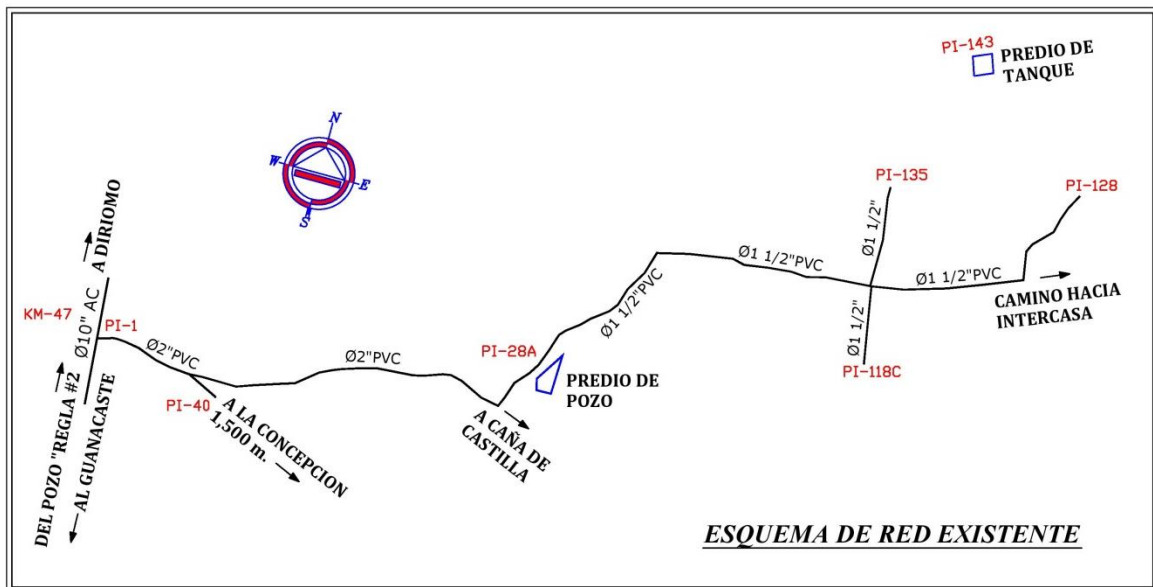 PI-143
PREDIO DE
TANQUE
N
W
E
S
PI-135
PI-128
A DIRIOMO
KM-47
Ø10" AC
PI-1
Ø2"PVC
Ø2"PVC
PI-40
A LA CONCEPCION
1,500 m.
DEL POZO "REGLA #2
AL GUANACASTE
PI-28A
PREDIO DE
POZO
A CAÑA DE
CASTILLA
Ø1 1/2"PVC
Ø1 1/2"PVC
Ø1 1/2"
Ø1 1/2"PVC
Ø1 1/2"
PI-118C
CAMINO HACIA
INTERCASA
ESQUEMA DE RED EXISTENTE